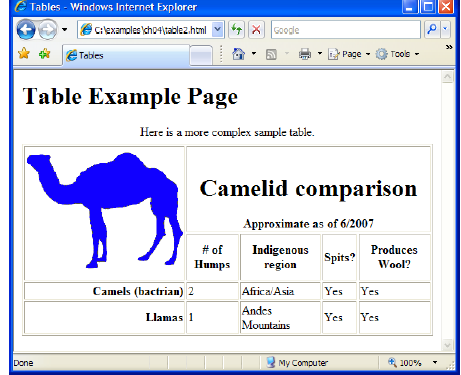 Tables - Windows Internet Explorer
C:\examples\ch04\table2.html
Google
Tables
Page
Tools
»
Table Example Page
Here is a more complex sample table.
Camelid comparison
Approximate as of 6/2007
# of
Humps
Indigenous
region
Spits?
Produces
Wool?
Camels (bactrian)
2
Africa/Asia
Yes
Yes
Llamas
1
Andes
Mountains
Yes
Yes
Done
My Computer
100%